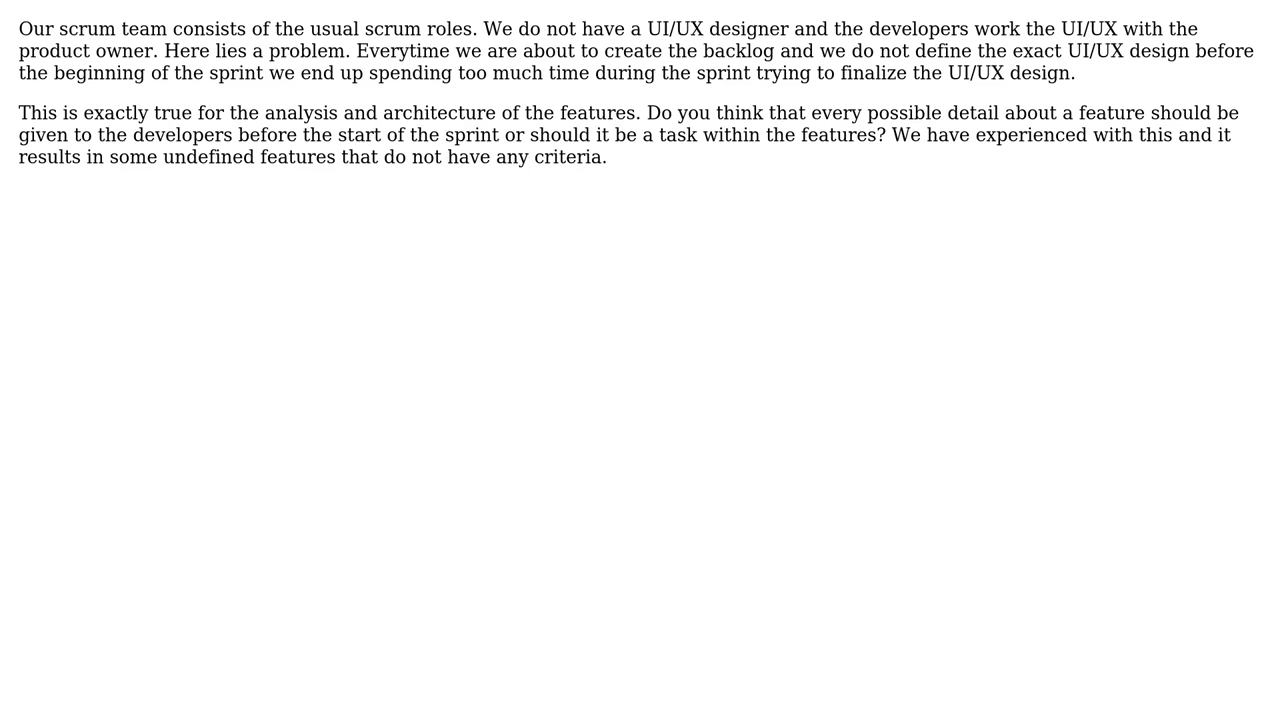 Our scrum team consists of the usual scrum roles. We do not have a UI/UX designer and the developers work the UI/UX with the
product owner. Here lies a problem. Everytime we are about to create the backlog and we do not define the exact UI/UX design before
the beginning of the sprint we end up spending too much time during the sprint trying to finalize the UI/UX design.
This is exactly true for the analysis and architecture of the features. Do you think that every possible detail about a feature should be
given to the developers before the start of the sprint or should it be a task within the features? We have experienced with this and it
results in some undefined features that do not have any criteria.